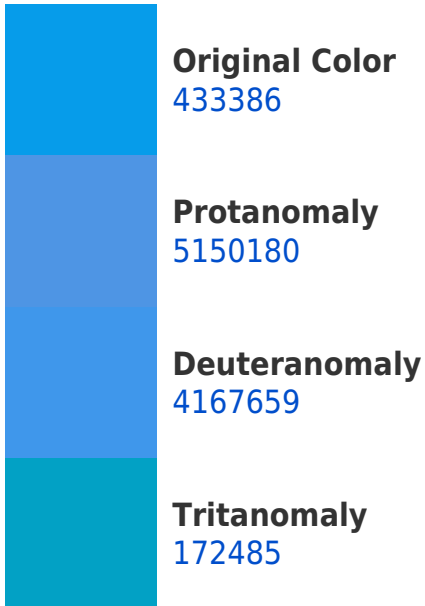 Original Color
433386
Protanomaly
5150180
Deuteranomaly
4167659
Tritanomaly
172485